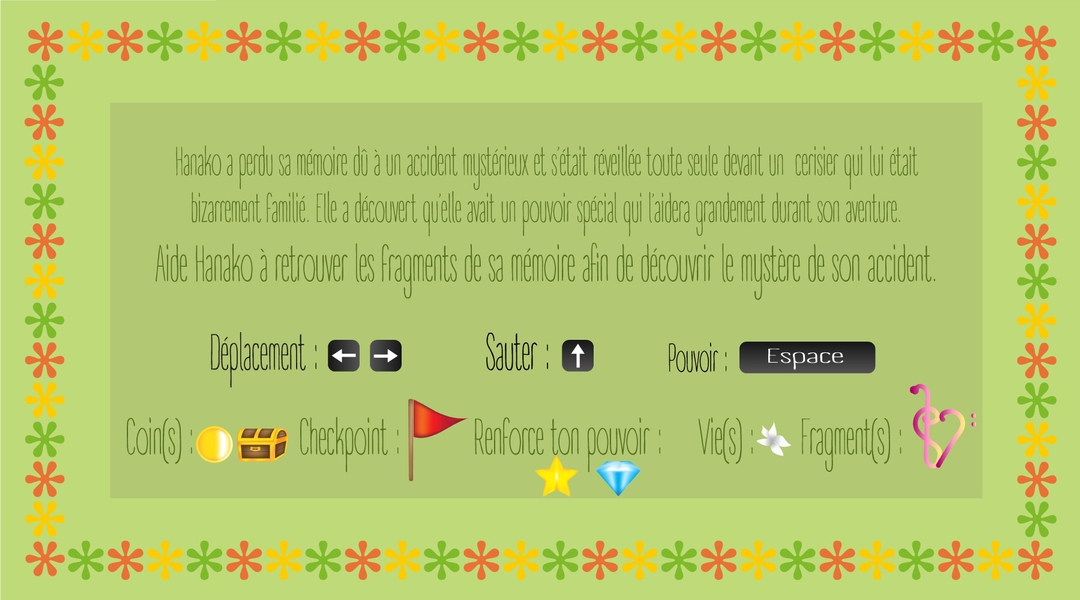 Hanako a perdu sa mémoire dû à un accident mystérieux et s'était réveillée toute seule devant un cerisier qui lui était
bizarrement familié. Elle a découvert qu'elle avait un pouvoir spécial qui l'aidera grandement durant son aventure.
Aide Hanako à retrouver les fragments de sa mémoire afin de découvrir le mystère de son accident.
Déplacement : ← → Sauter : ↑ Pouvoir : Espace
Coin(s) : Checkpoint : Renforce ton pouvoir : Vie(s) : Fragment(s) :